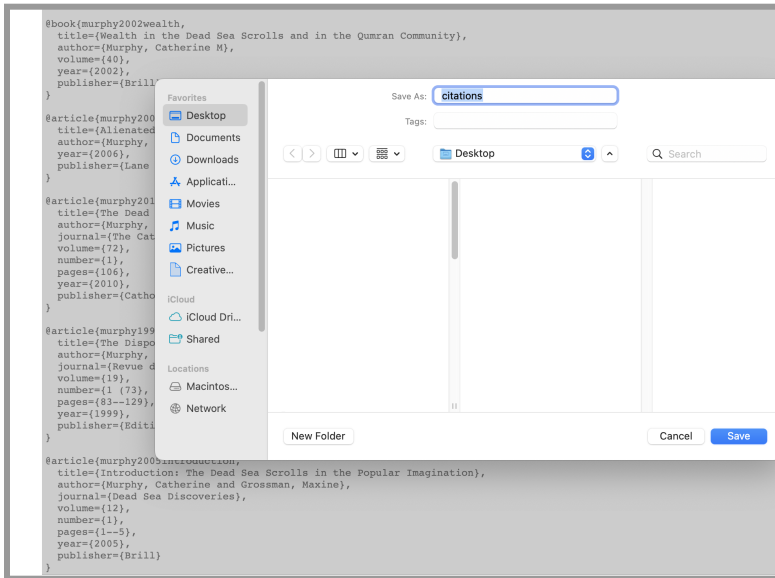 @book{murphy2002wealth,
title={Wealth in the Dead Sea Scrolls and in the Qumran Community},
author={Murphy, Catherine M},
volume={40},
year={2002},
publisher={Brill
}
@article{murphy200
title={Alienated
author={Murphy,
year={2006},
publisher={Lane
}
@article{murphy201
title={The Dead
author={Murphy,
journal={The Cat
volume={72},
number={1},
pages={106},
year={2010},
publisher={Catho
}
@article{murphy199
title={The Dispo
author={Murphy,
journal={Revue d
volume={19},
number={1 (73},
pages={83--129},
year={1999},
publisher={Editi
}
@article{murphy2005introduction,
title={Introduction: The Dead Sea Scrolls in the Popular Imagination},
author={Murphy, Catherine and Grossman, Maxine},
journal={Dead Sea Discoveries},
volume={12},
number={1},
pages={1--5},
year={2005},
publisher={Brill}
}
Favorites
Desktop
Documents
Downloads
Applicati...
Movies
Music
Pictures
Creative...
iCloud
iCloud Dri...
Shared
Locations
Macintos...
Network
Save As: citations
Tags:
Desktop
Search
New Folder
Cancel
Save